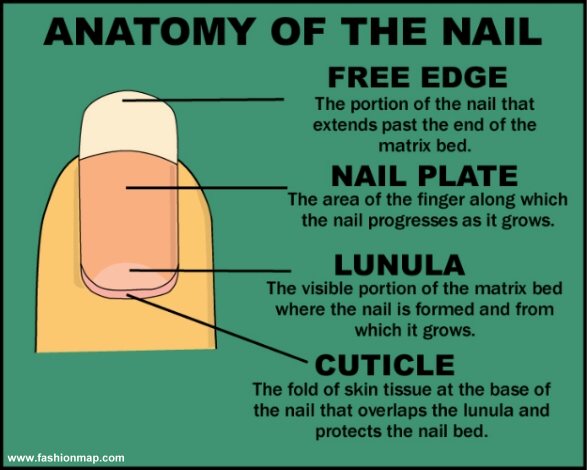 ANATOMY OF THE NAIL
FREE EDGE
The portion of the nail that
extends past the end of the
matrix bed.
NAIL PLATE
The area of the finger along which
the nail progresses as it grows.
LUNULA
The visible portion of the matrix bed
where the nail is formed and from
which it grows.
CUTICLE
The fold of skin tissue at the base of
the nail that overlaps the lunula and
protects the nail bed.
www.fashionmap.com